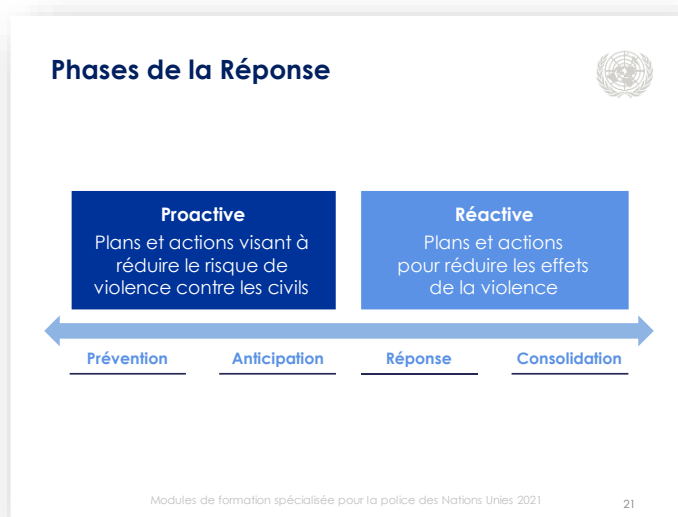 Phases de la Réponse
Proactive
Plans et actions visant à
réduire le risque de
violence contre les civils
Réactive
Plans et actions
pour réduire les effets
de la violence
Prévention
Anticipation
Réponse
Consolidation
Modules de formation spécialisée pour la police des Nations Unies 2021
21